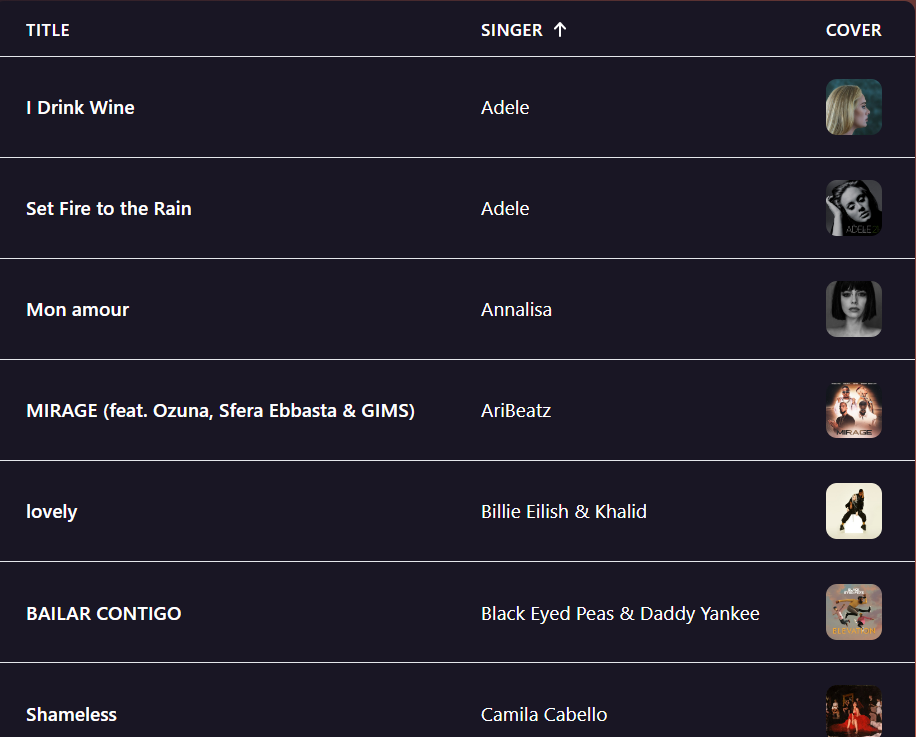 TITLE SINGER COVER
I Drink Wine Adele
Set Fire to the Rain Adele
ADELE
Mon amour Annalisa
MIRAGE (feat. Ozuna, Sfera Ebbasta & GIMS) AriBeatz
MIRAGE
lovely Billie Eilish & Khalid
BAILAR CONTIGO Black Eyed Peas & Daddy Yankee
ELEVATION
Shameless Camila Cabello